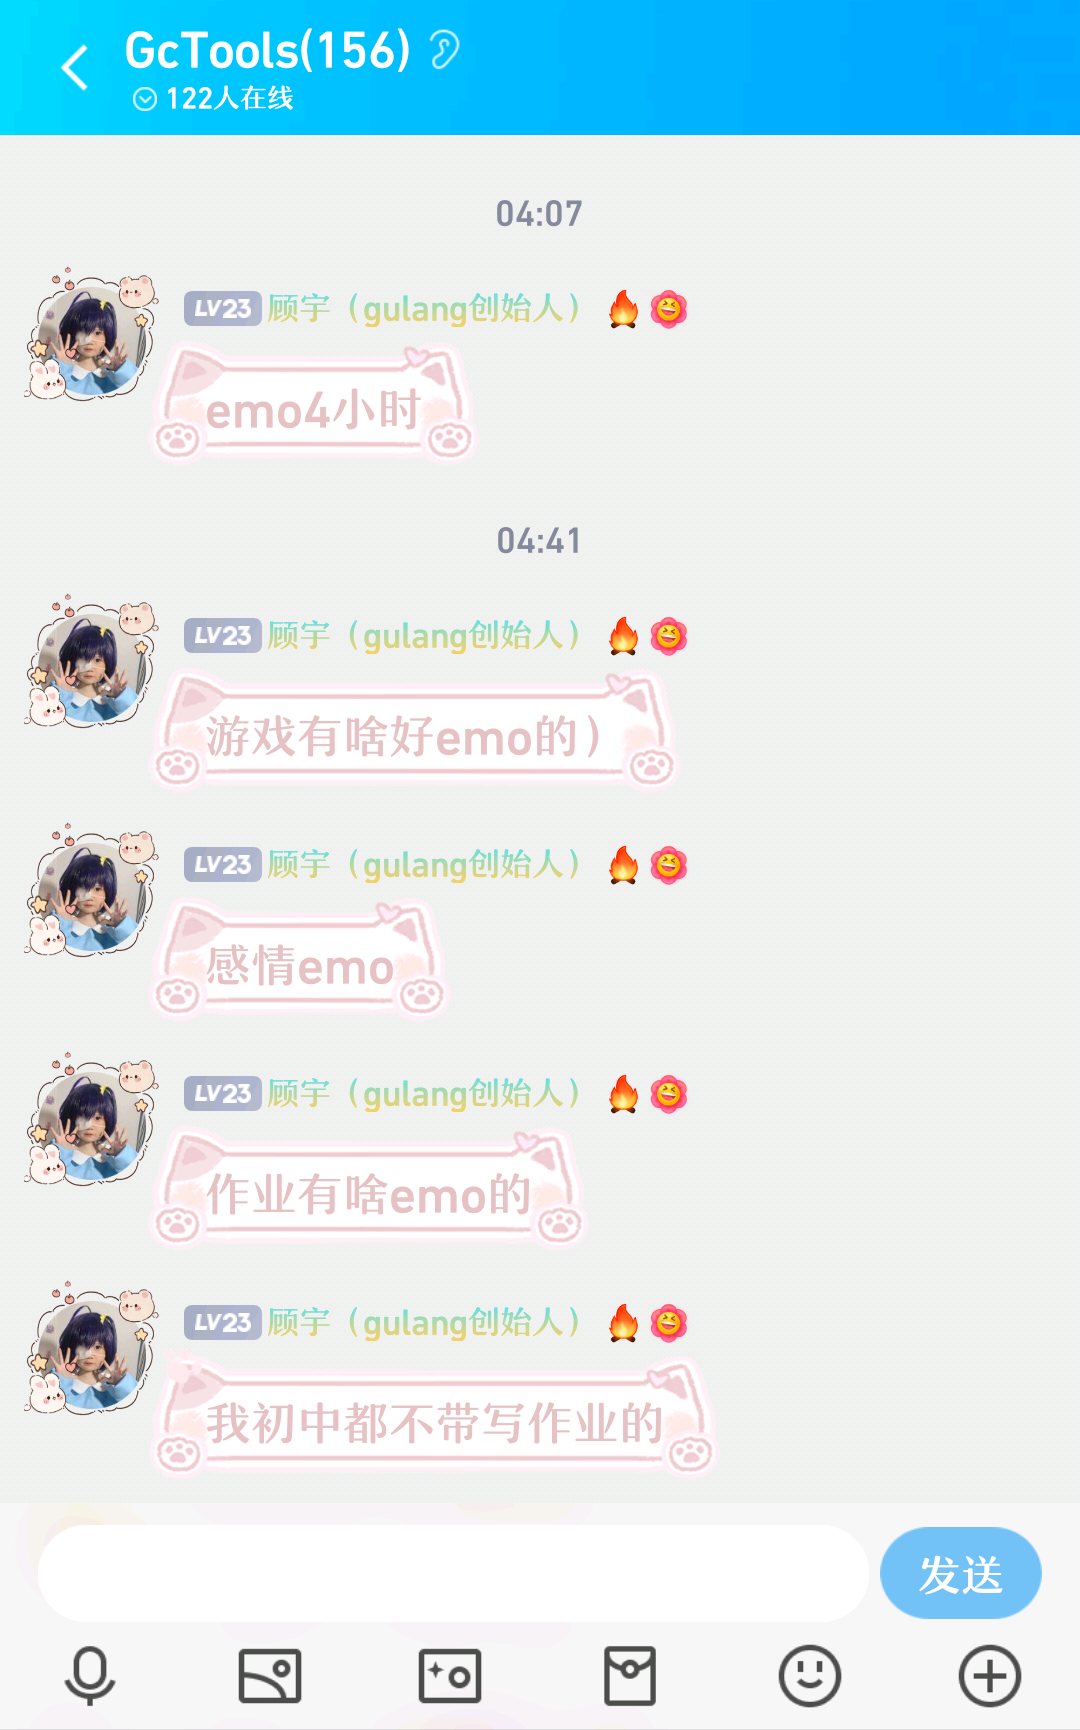 GcTools(156)
122人在线
04:07
LV23 顾宇（gulang创始人）
emo4小时
04:41
LV23 顾宇（gulang创始人）
游戏有啥好emo的）
LV23 顾宇（gulang创始人）
感情emo
LV23 顾宇（gulang创始人）
作业有啥emo的
LV23 顾宇（gulang创始人）
我初中都不带写作业的
发送